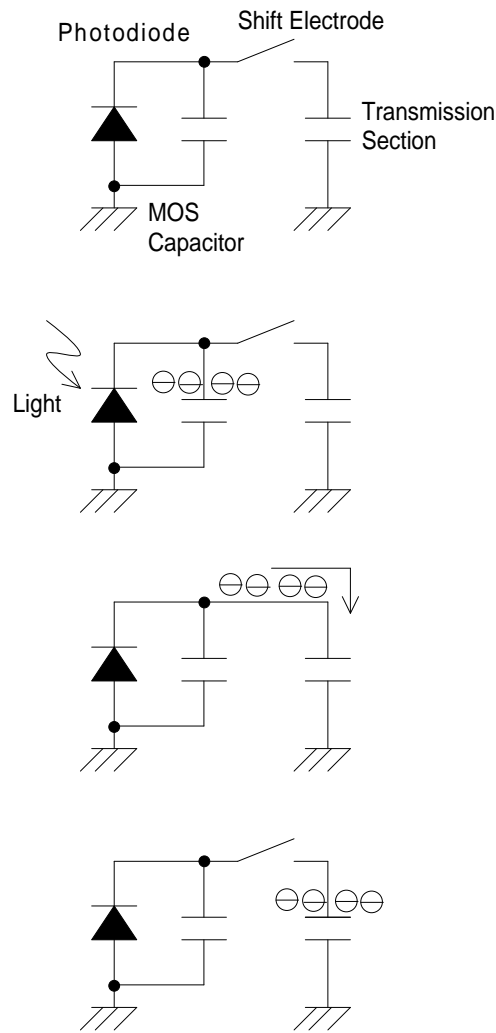 Photodiode
Shift Electrode
Transmission
Section
MOS
Capacitor
Light